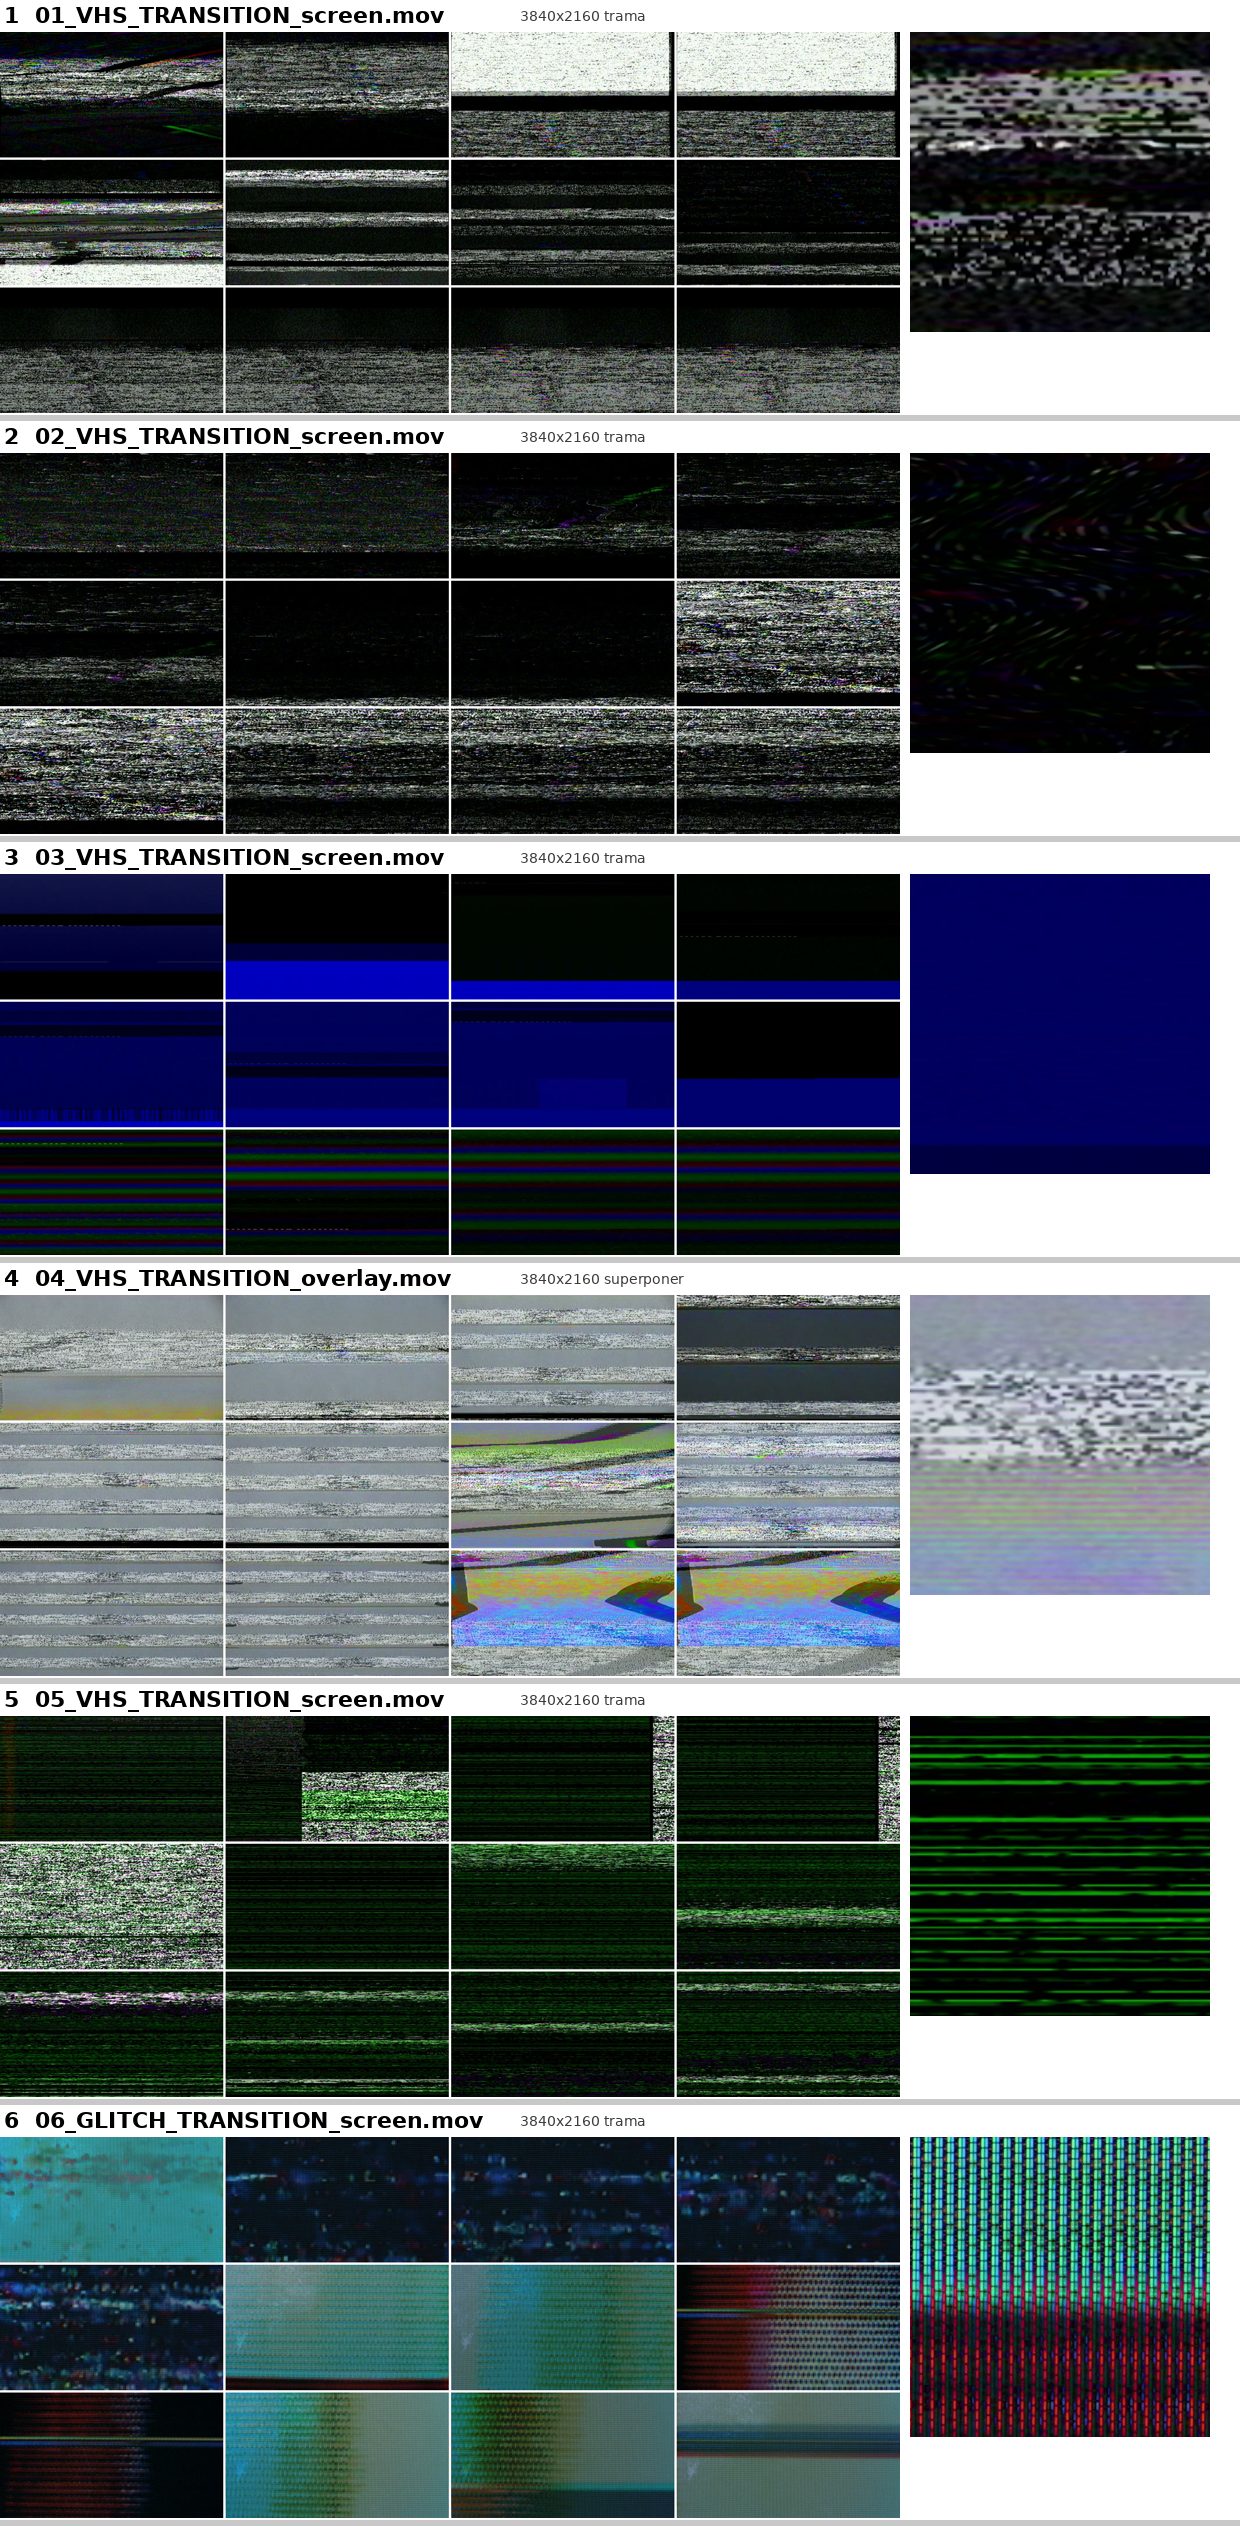 1 01_VHS_TRANSITION_screen.mov 3840x2160 trama
2 02_VHS_TRANSITION_screen.mov 3840x2160 trama
3 03_VHS_TRANSITION_screen.mov 3840x2160 trama
4 04_VHS_TRANSITION_overlay.mov 3840x2160 superponer
5 05_VHS_TRANSITION_screen.mov 3840x2160 trama
6 06_GLITCH_TRANSITION_screen.mov 3840x2160 trama